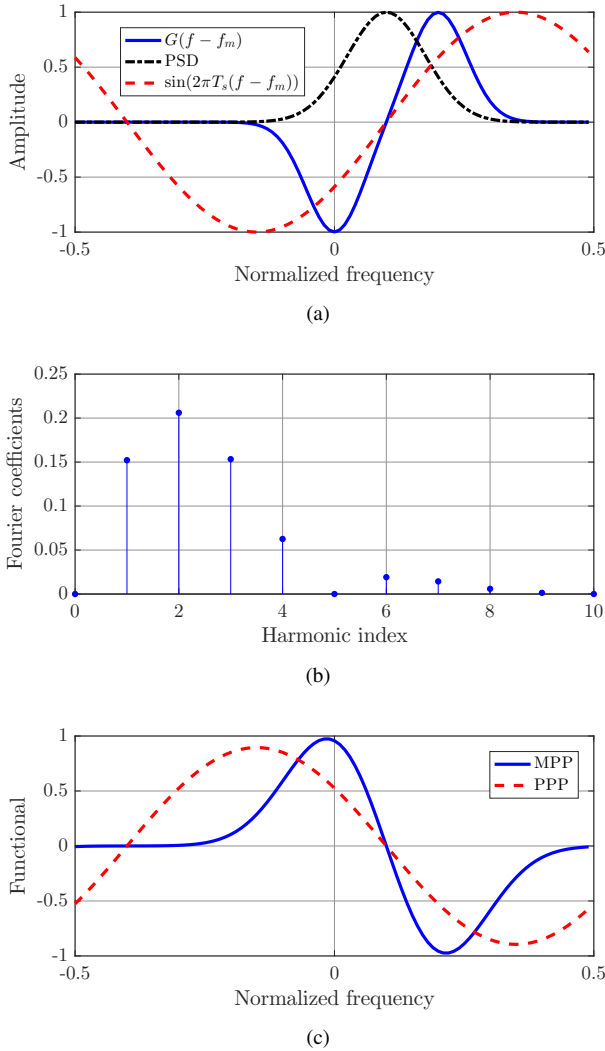 1
0.5
0
-0.5
-1
Amplitude
G(f − f_m)
PSD
sin(2πT_s(f − f_m))
-0.5
0
0.5
Normalized frequency
(a)
0.25
0.2
0.15
0.1
0.05
0
Fourier coefficients
0
2
4
6
8
10
Harmonic index
(b)
1
0.5
0
-0.5
-1
Functional
MPP
PPP
-0.5
0
0.5
Normalized frequency
(c)